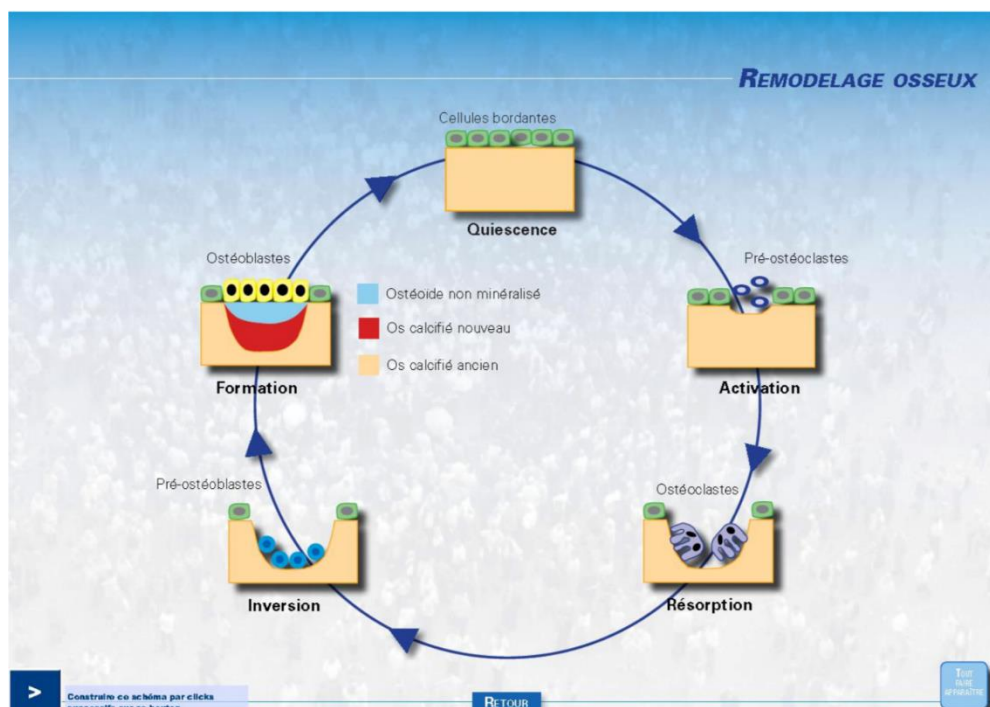 REMODELAGE OSSEUX
Cellules bordantes
Quiescence
Ostéoblastes
Pré-ostéoclastes
Ostéoide non minéralisé
Os calcifié nouveau
Os calcifié ancien
Formation
Activation
Pré-ostéoblastes
Ostéoclastes
Inversion
Résorption
>
Construire ce schéma par clicks
RETOUR
TOUT
FAIRE
APPARAÎTRE